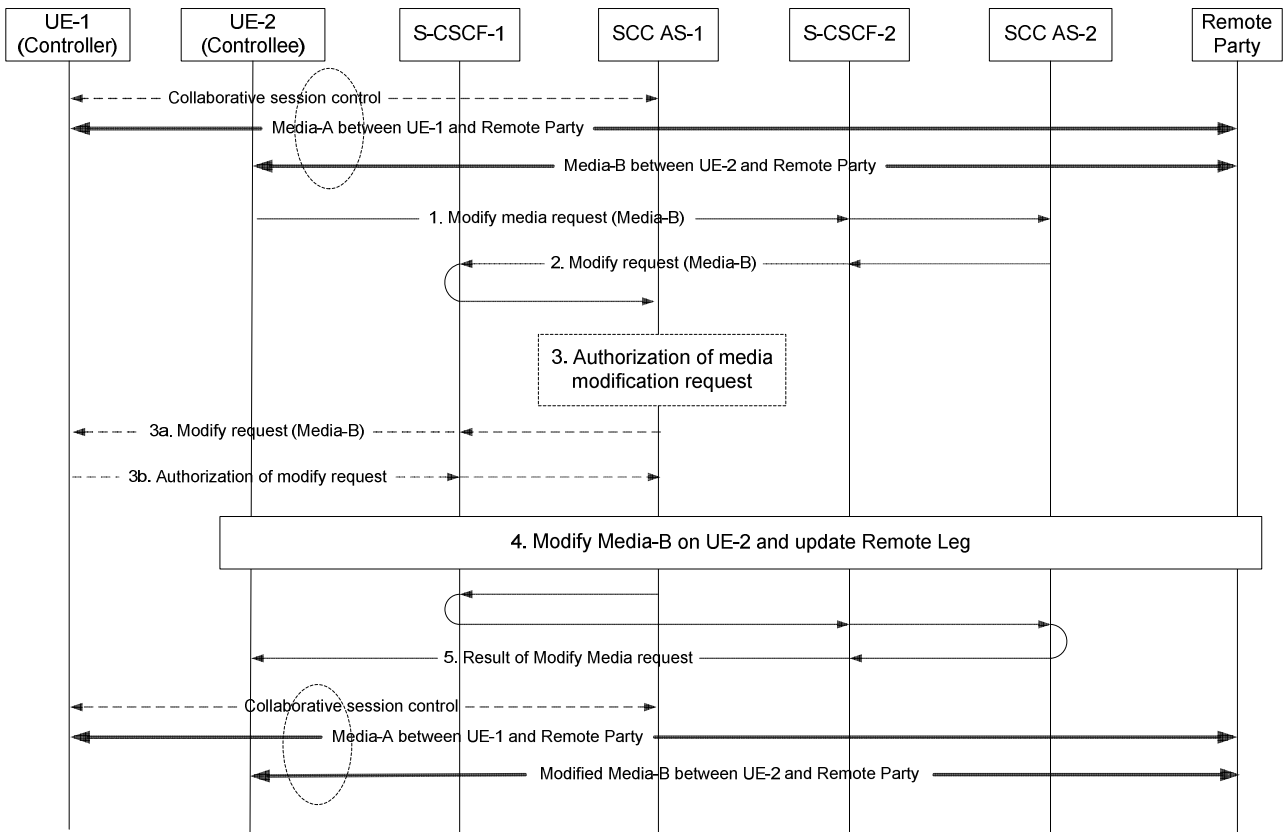 UE-1
(Controller)
UE-2
(Controllee)
S-CSCF-1
SCC AS-1
S-CSCF-2
SCC AS-2
Remote
Party
Collaborative session control
Media-A between UE-1 and Remote Party
Media-B between UE-2 and Remote Party
1. Modify media request (Media-B)
2. Modify request (Media-B)
3. Authorization of media
modification request
3a. Modify request (Media-B)
3b. Authorization of modify request
4. Modify Media-B on UE-2 and update Remote Leg
5. Result of Modify Media request
Collaborative session control
Media-A between UE-1 and Remote Party
Modified Media-B between UE-2 and Remote Party